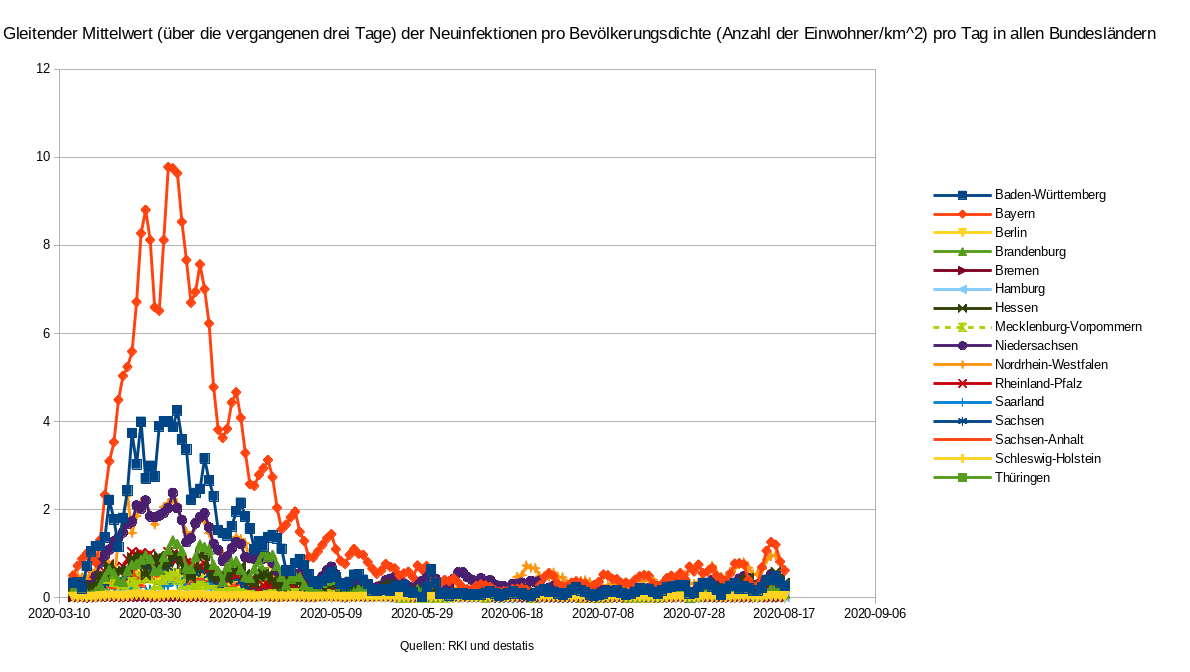 Gleitender Mittelwert (über die vergangenen drei Tage) der Neuinfektionen pro Bevölkerungsdichte (Anzahl der Einwohner/km^2) pro Tag in allen Bundesländern
12
10
8
6
4
2
0
2020-03-10 2020-03-30 2020-04-19 2020-05-09 2020-05-29 2020-06-18 2020-07-08 2020-07-28 2020-08-17 2020-09-06
Baden-Württemberg
Bayern
Berlin
Brandenburg
Bremen
Hamburg
Hessen
Mecklenburg-Vorpommern
Niedersachsen
Nordrhein-Westfalen
Rheinland-Pfalz
Saarland
Sachsen
Sachsen-Anhalt
Schleswig-Holstein
Thüringen
Quellen: RKI und destatis